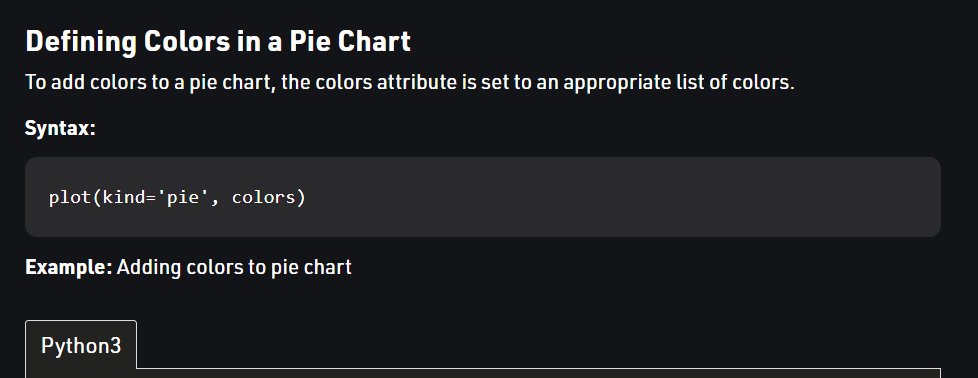 Defining Colors in a Pie Chart
To add colors to a pie chart, the colors attribute is set to an appropriate list of colors.
Syntax:
plot(kind='pie', colors)
Example: Adding colors to pie chart
Python3